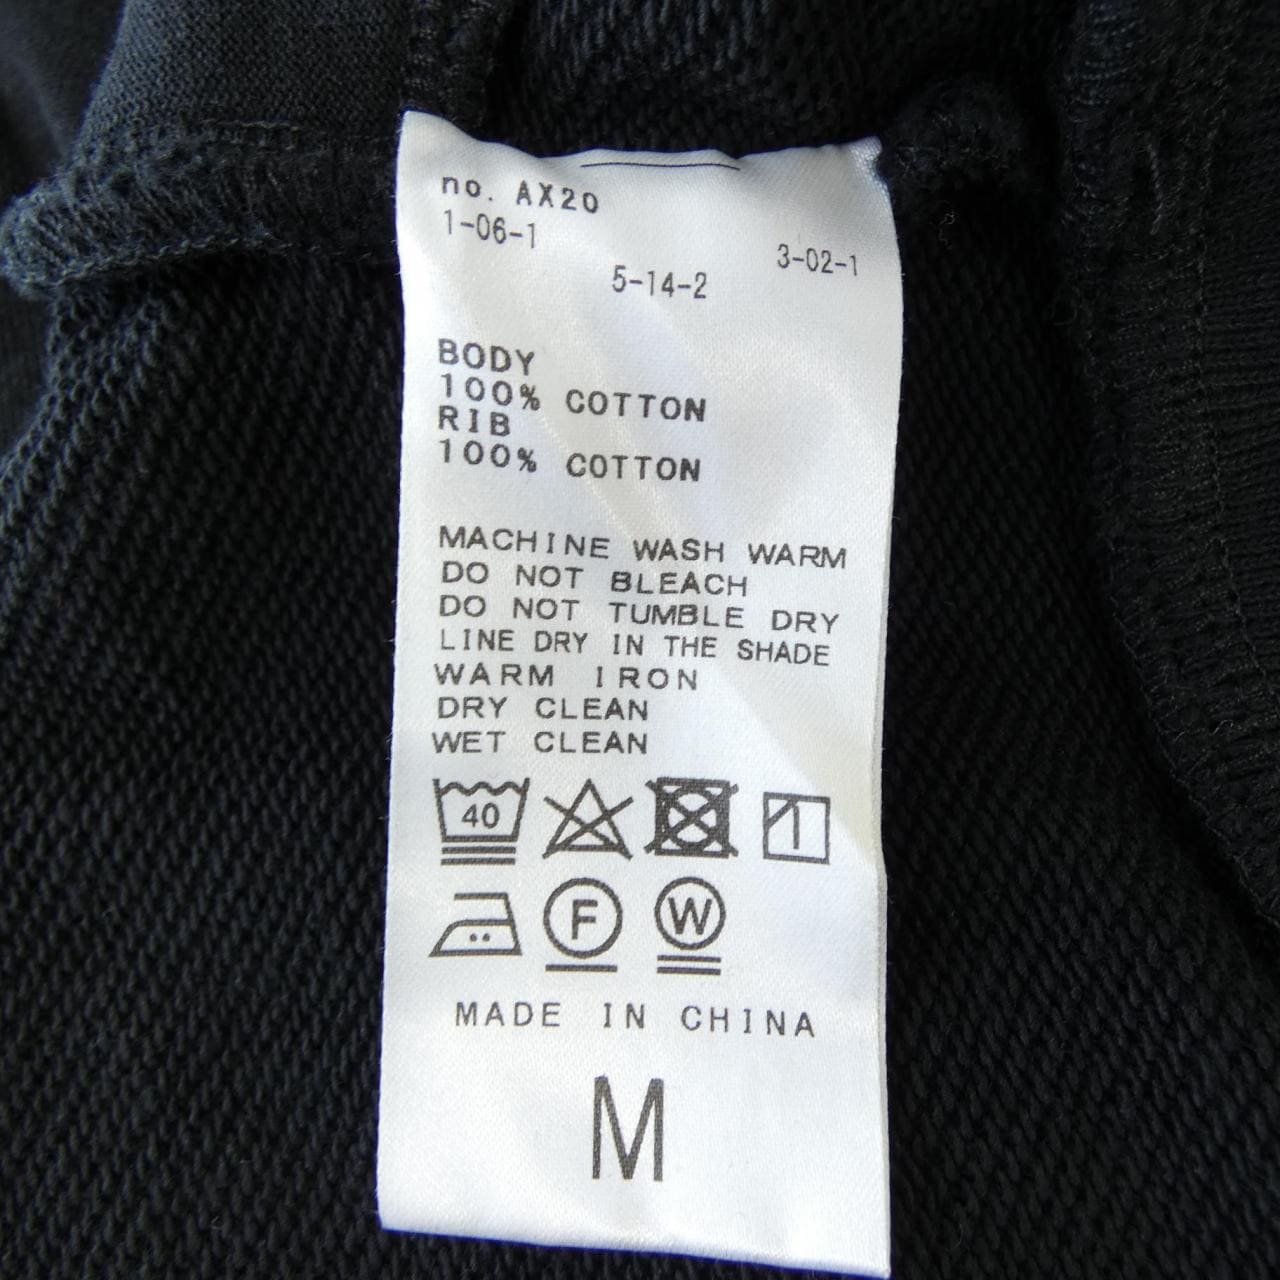 no. AX20
1-06-1
3-02-1
5-14-2
BODY
100% COTTON
RIB
100% COTTON
MACHINE WASH WARM
DO NOT BLEACH
DO NOT TUMBLE DRY
LINE DRY IN THE SHADE
WARM IRON
DRY CLEAN
WET CLEAN
40
F W
MADE IN CHINA
M